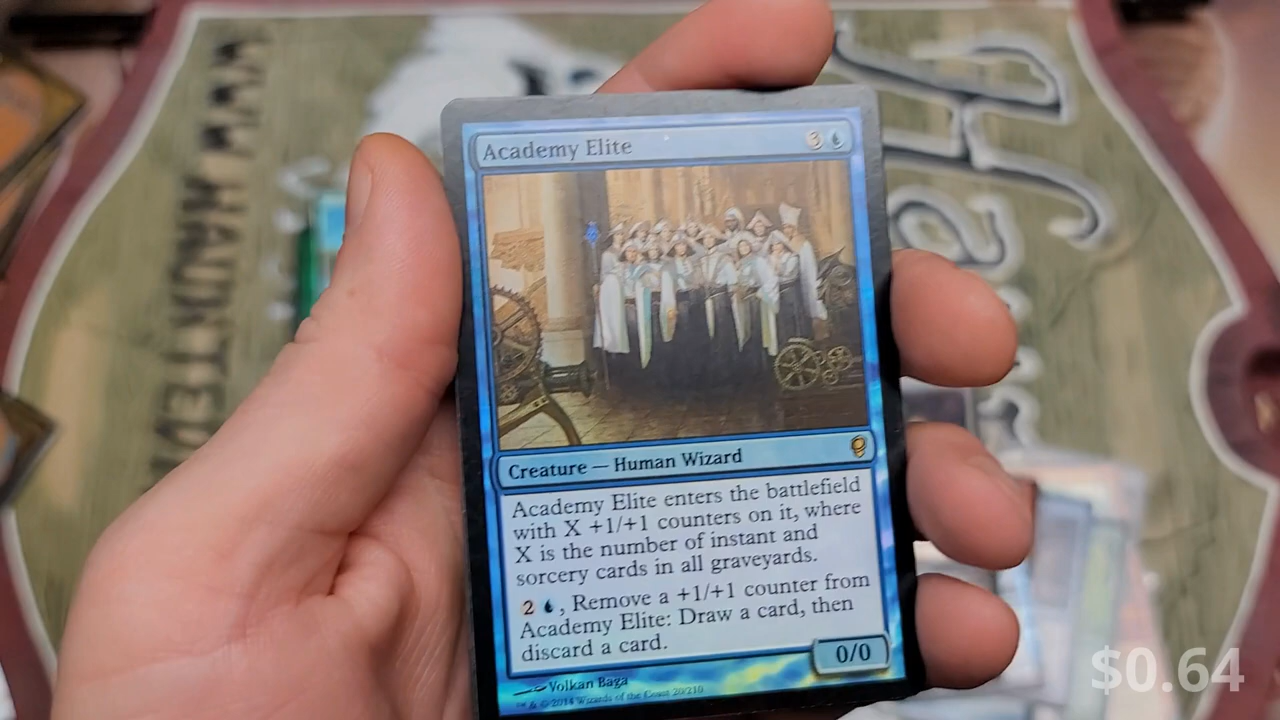 WWW.HAUNTED
Ha
Academy Elite 3
Creature — Human Wizard
Academy Elite enters the battlefield
with X +1/+1 counters on it, where
X is the number of instant and
sorcery cards in all graveyards.
2 , Remove a +1/+1 counter from
Academy Elite: Draw a card, then
discard a card.
0/0
Volkan Baga
™ & © 2014 Wizards of the Coast 20/210
$0.64